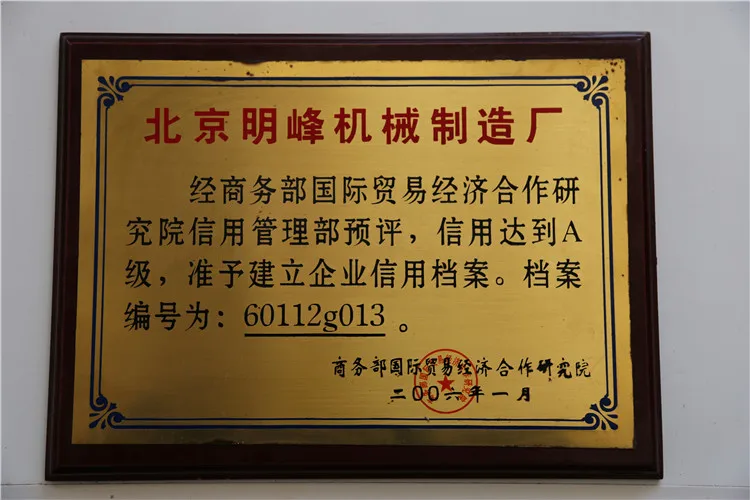 北京明峰机械制造厂
经商务部国际贸易经济合作研
究院信用管理部预评，信用达到A
级，准予建立企业信用档案。档案
编号为：60112g013。
商务部国际贸易经济合作研究院
二〇〇六年一月